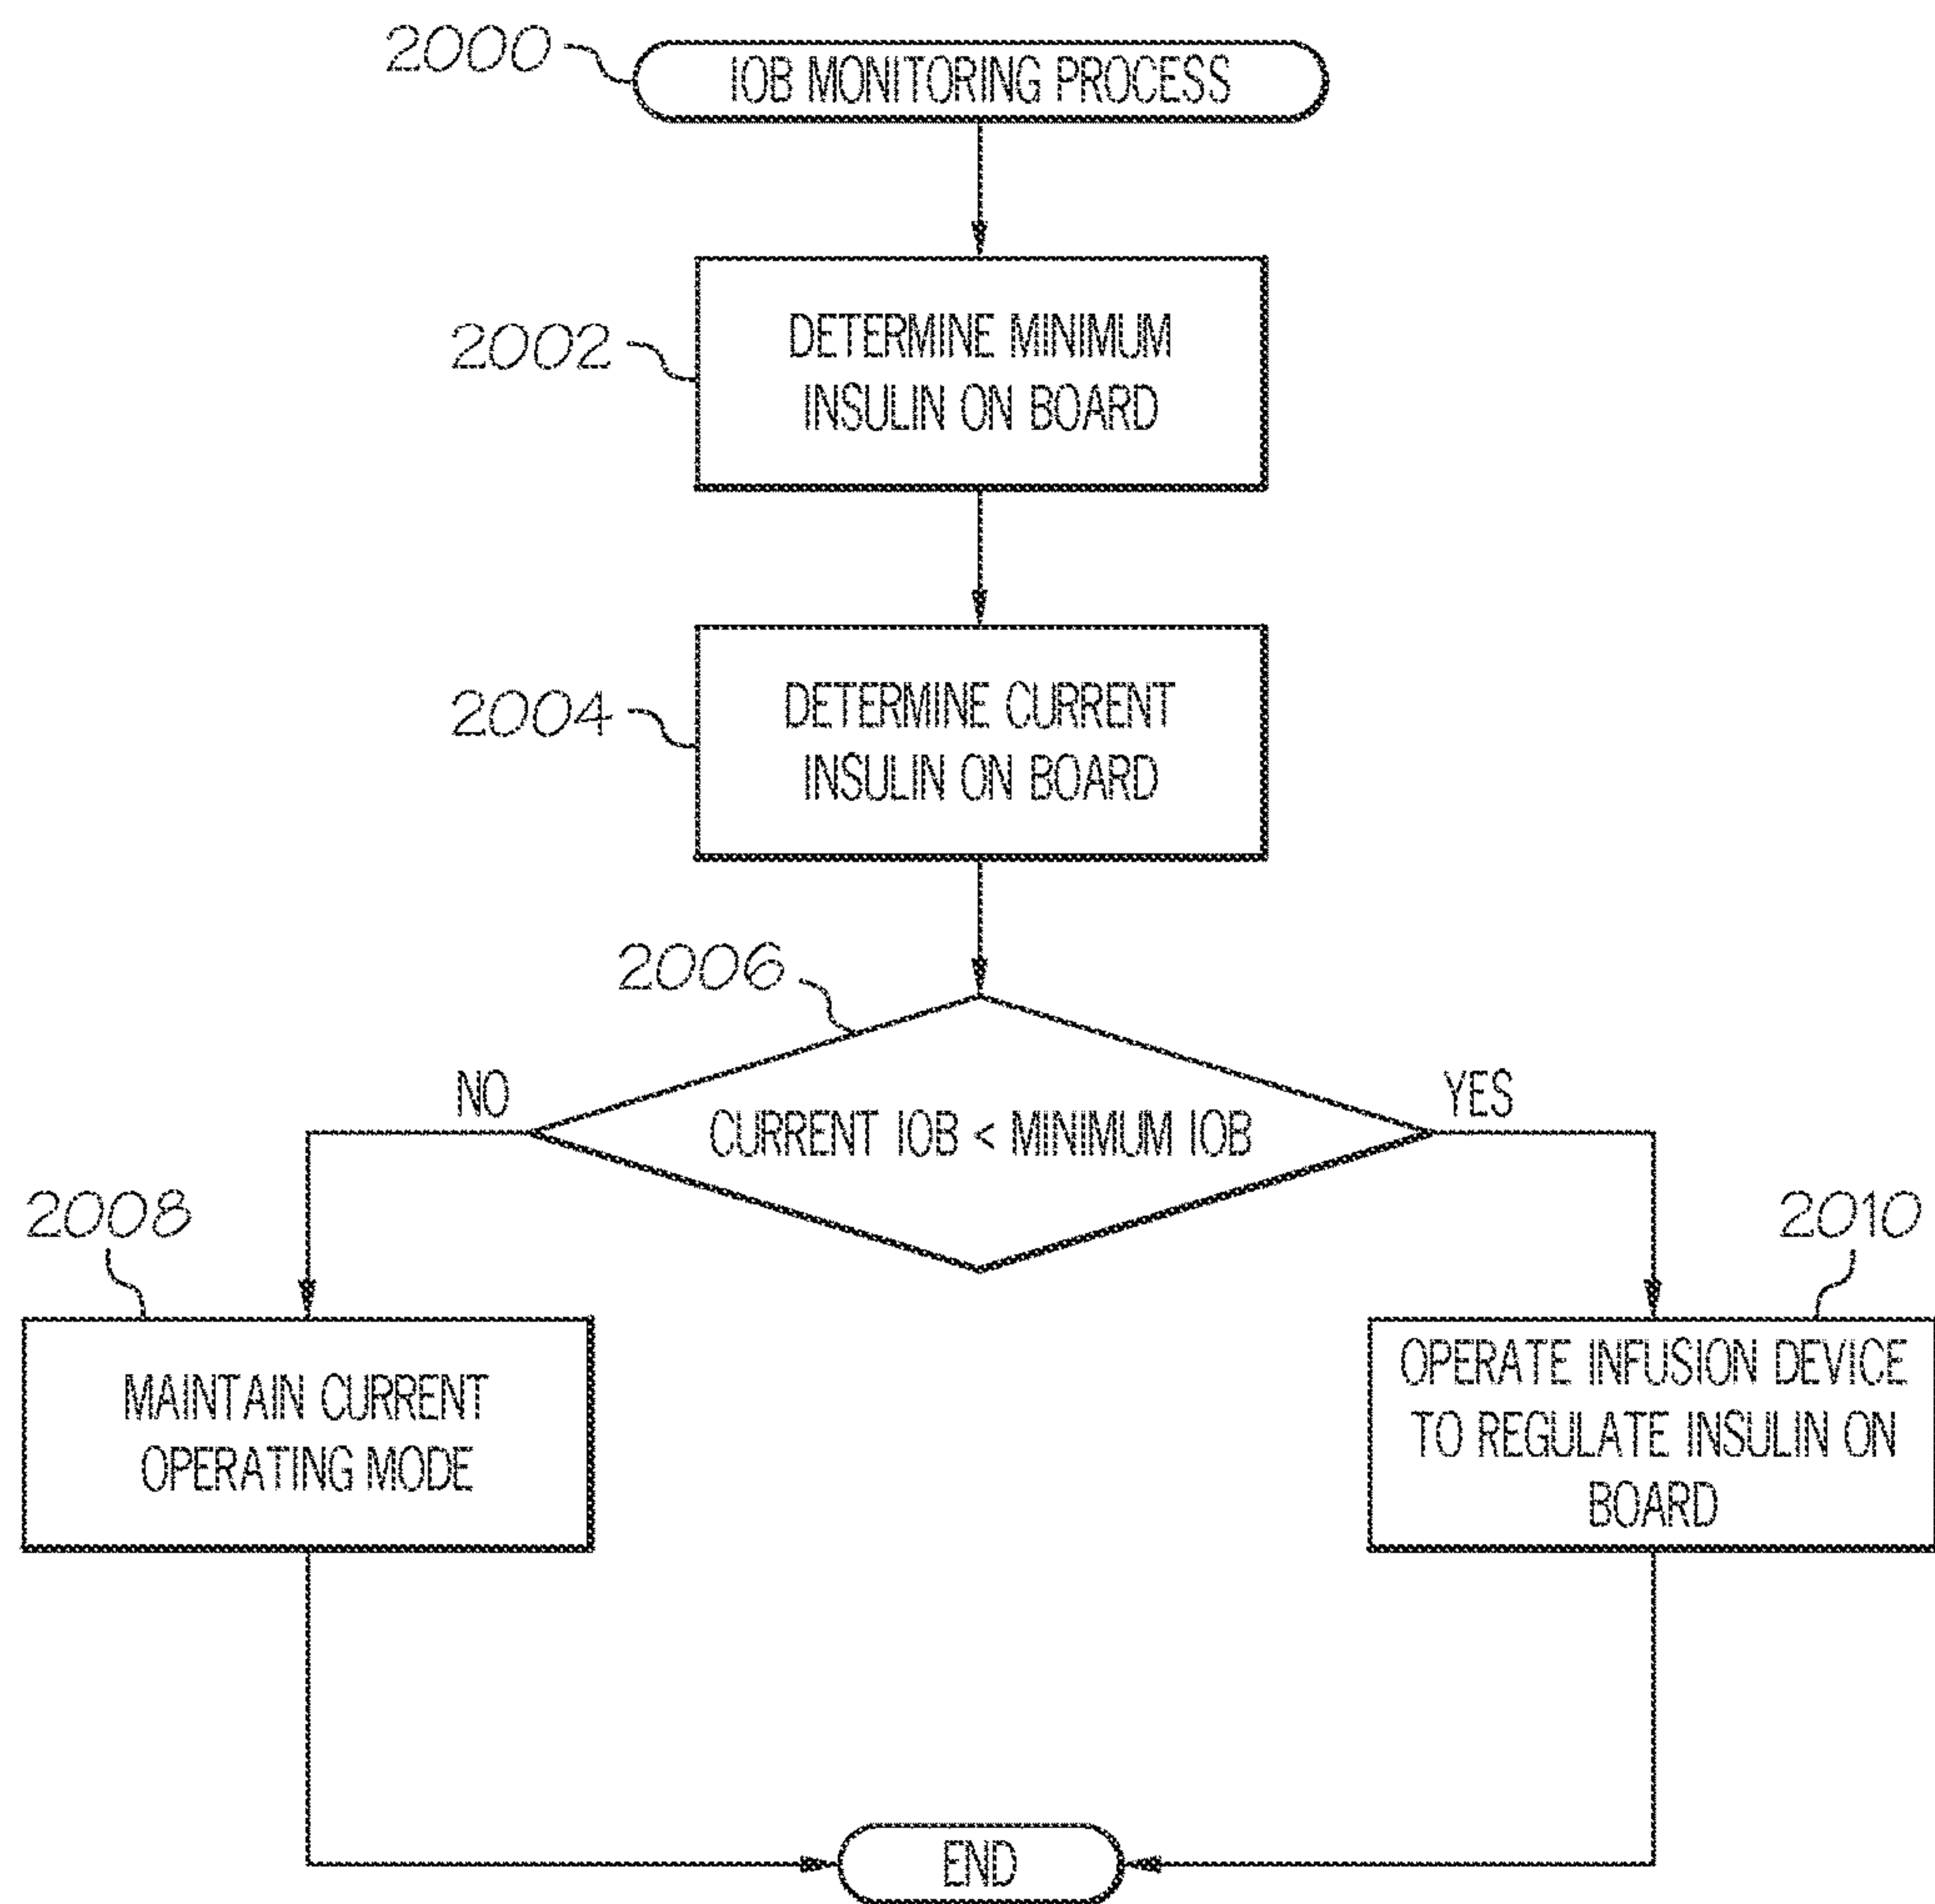 2000
IOB MONITORING PROCESS
2002
DETERMINE MINIMUM
INSULIN ON BOARD
2004
DETERMINE CURRENT
INSULIN ON BOARD
2006
NO
CURRENT IOB < MINIMUM IOB
YES
2008
MAINTAIN CURRENT
OPERATING MODE
2010
OPERATE INFUSION DEVICE
TO REGULATE INSULIN ON
BOARD
END